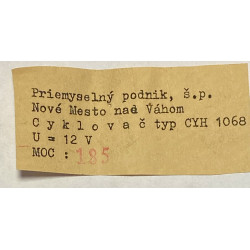 Priemyselný podnik, š.p.
Nové Mesto nad Váhom
C y k l o v a č typ CYH 1068
U = 12 V
MOC : 185